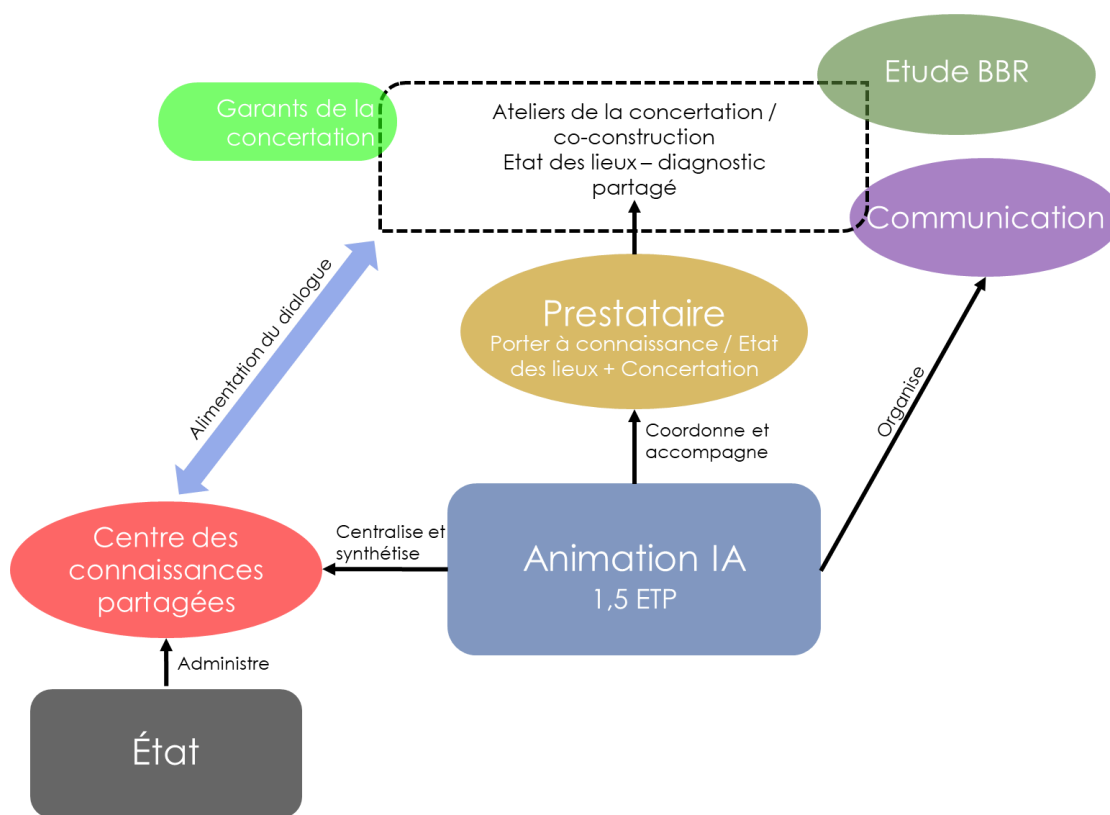 Etude BBR
Garants de la
concertation
Ateliers de la concertation /
co-construction
Etat des lieux – diagnostic
partagé
Communication
Alimentation du dialogue
Prestataire
Porter à connaissance / Etat
des lieux + Concertation
Organise
Coordonne et
accompagne
Centre des
connaissances
partagées
Centralise et
synthétise
Animation IA
1,5 ETP
Administre
État